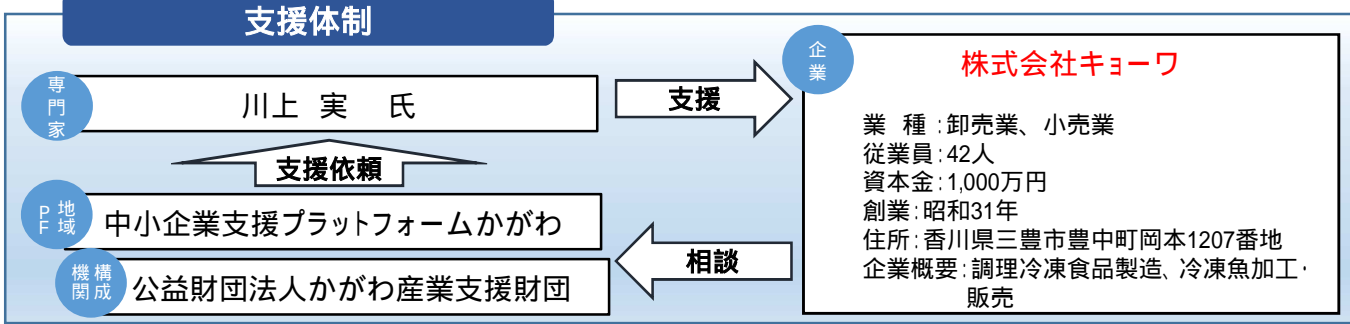 支援体制
専門家
川上 実 氏
支援
支援依頼
地域PF
中小企業支援プラットフォームかがわ
構成機関
公益財団法人かがわ産業支援財団
相談
企業
株式会社キョーワ
業 種:卸売業、小売業
従業員:42人
資本金:1,000万円
創業:昭和31年
住所:香川県三豊市豊中町岡本1207番地
企業概要:調理冷凍食品製造、冷凍魚加工・
販売